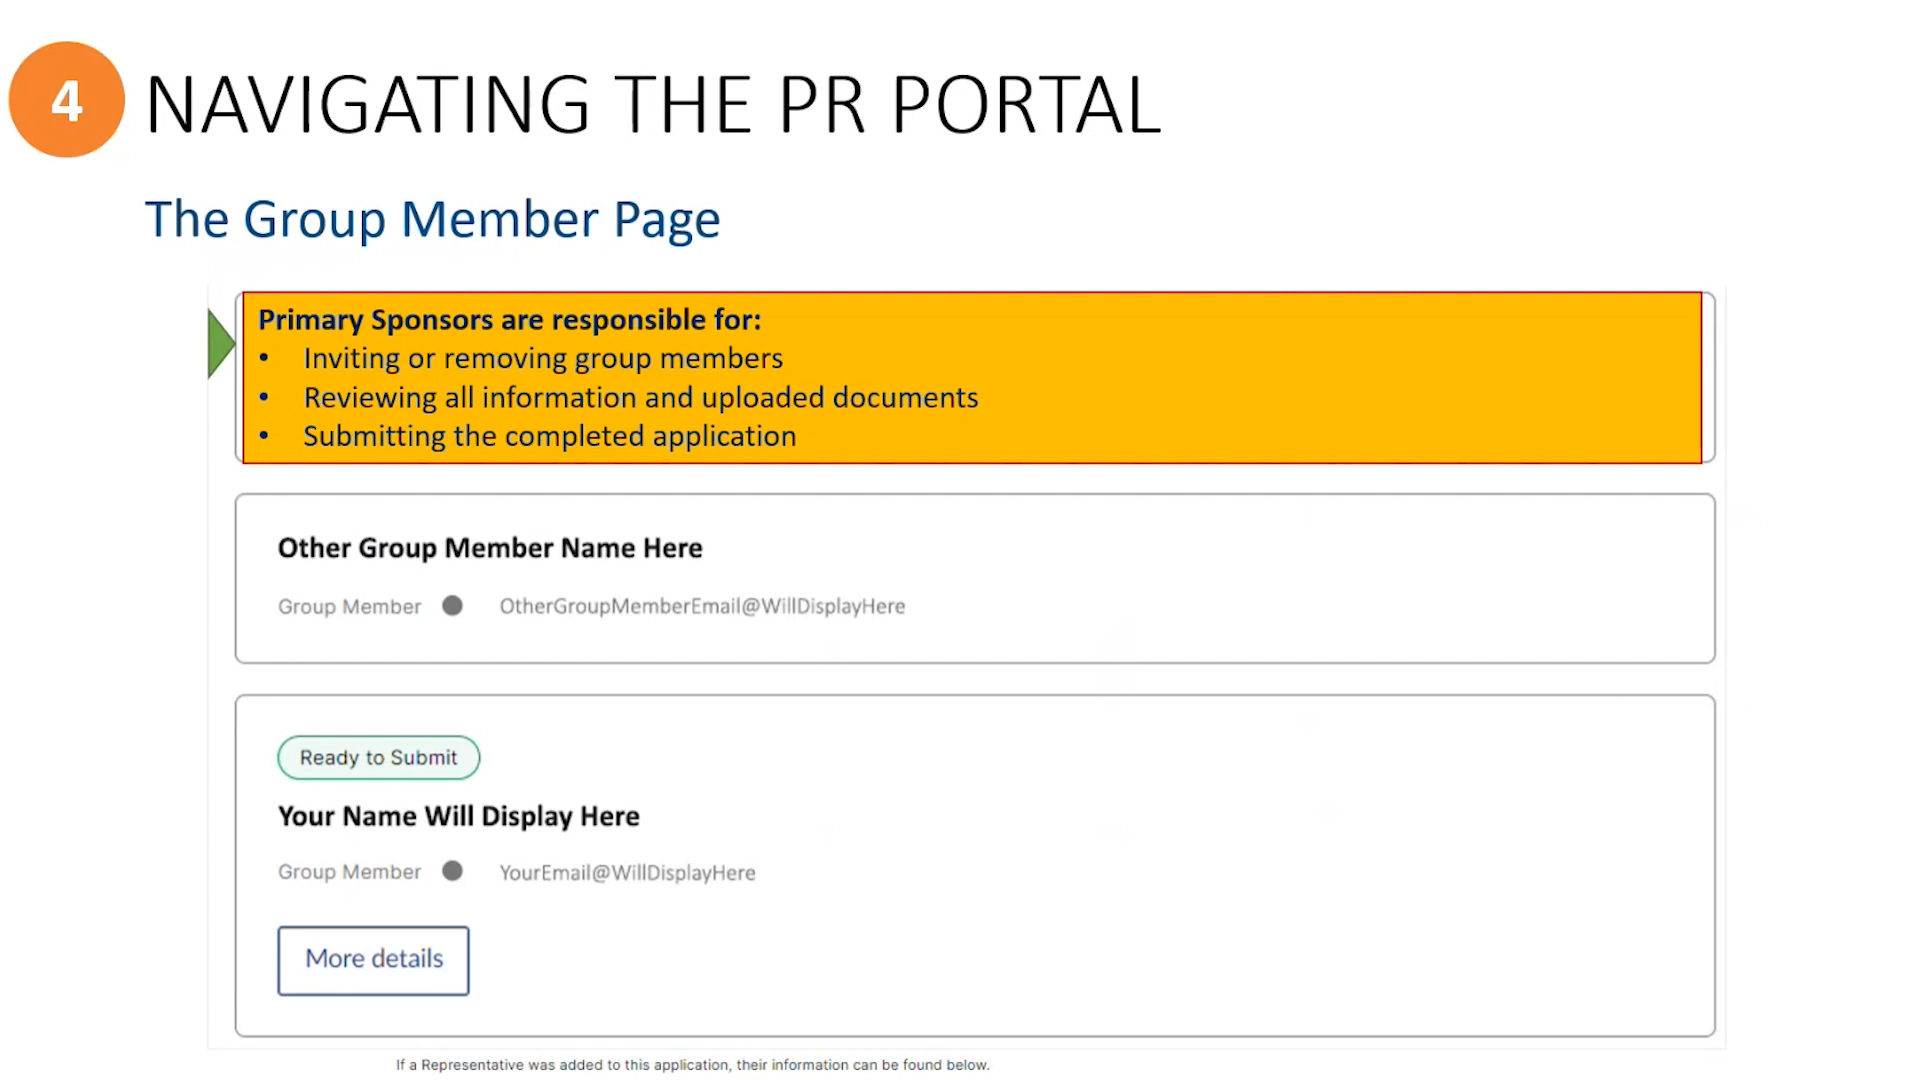 4 NAVIGATING THE PR PORTAL
The Group Member Page
Primary Sponsors are responsible for:
• Inviting or removing group members
• Reviewing all information and uploaded documents
• Submitting the completed application
Other Group Member Name Here
Group Member OtherGroupMemberEmail@WillDisplayHere
Ready to Submit
Your Name Will Display Here
Group Member YourEmail@WillDisplayHere
More details
If a Representative was added to this application, their information can be found below.